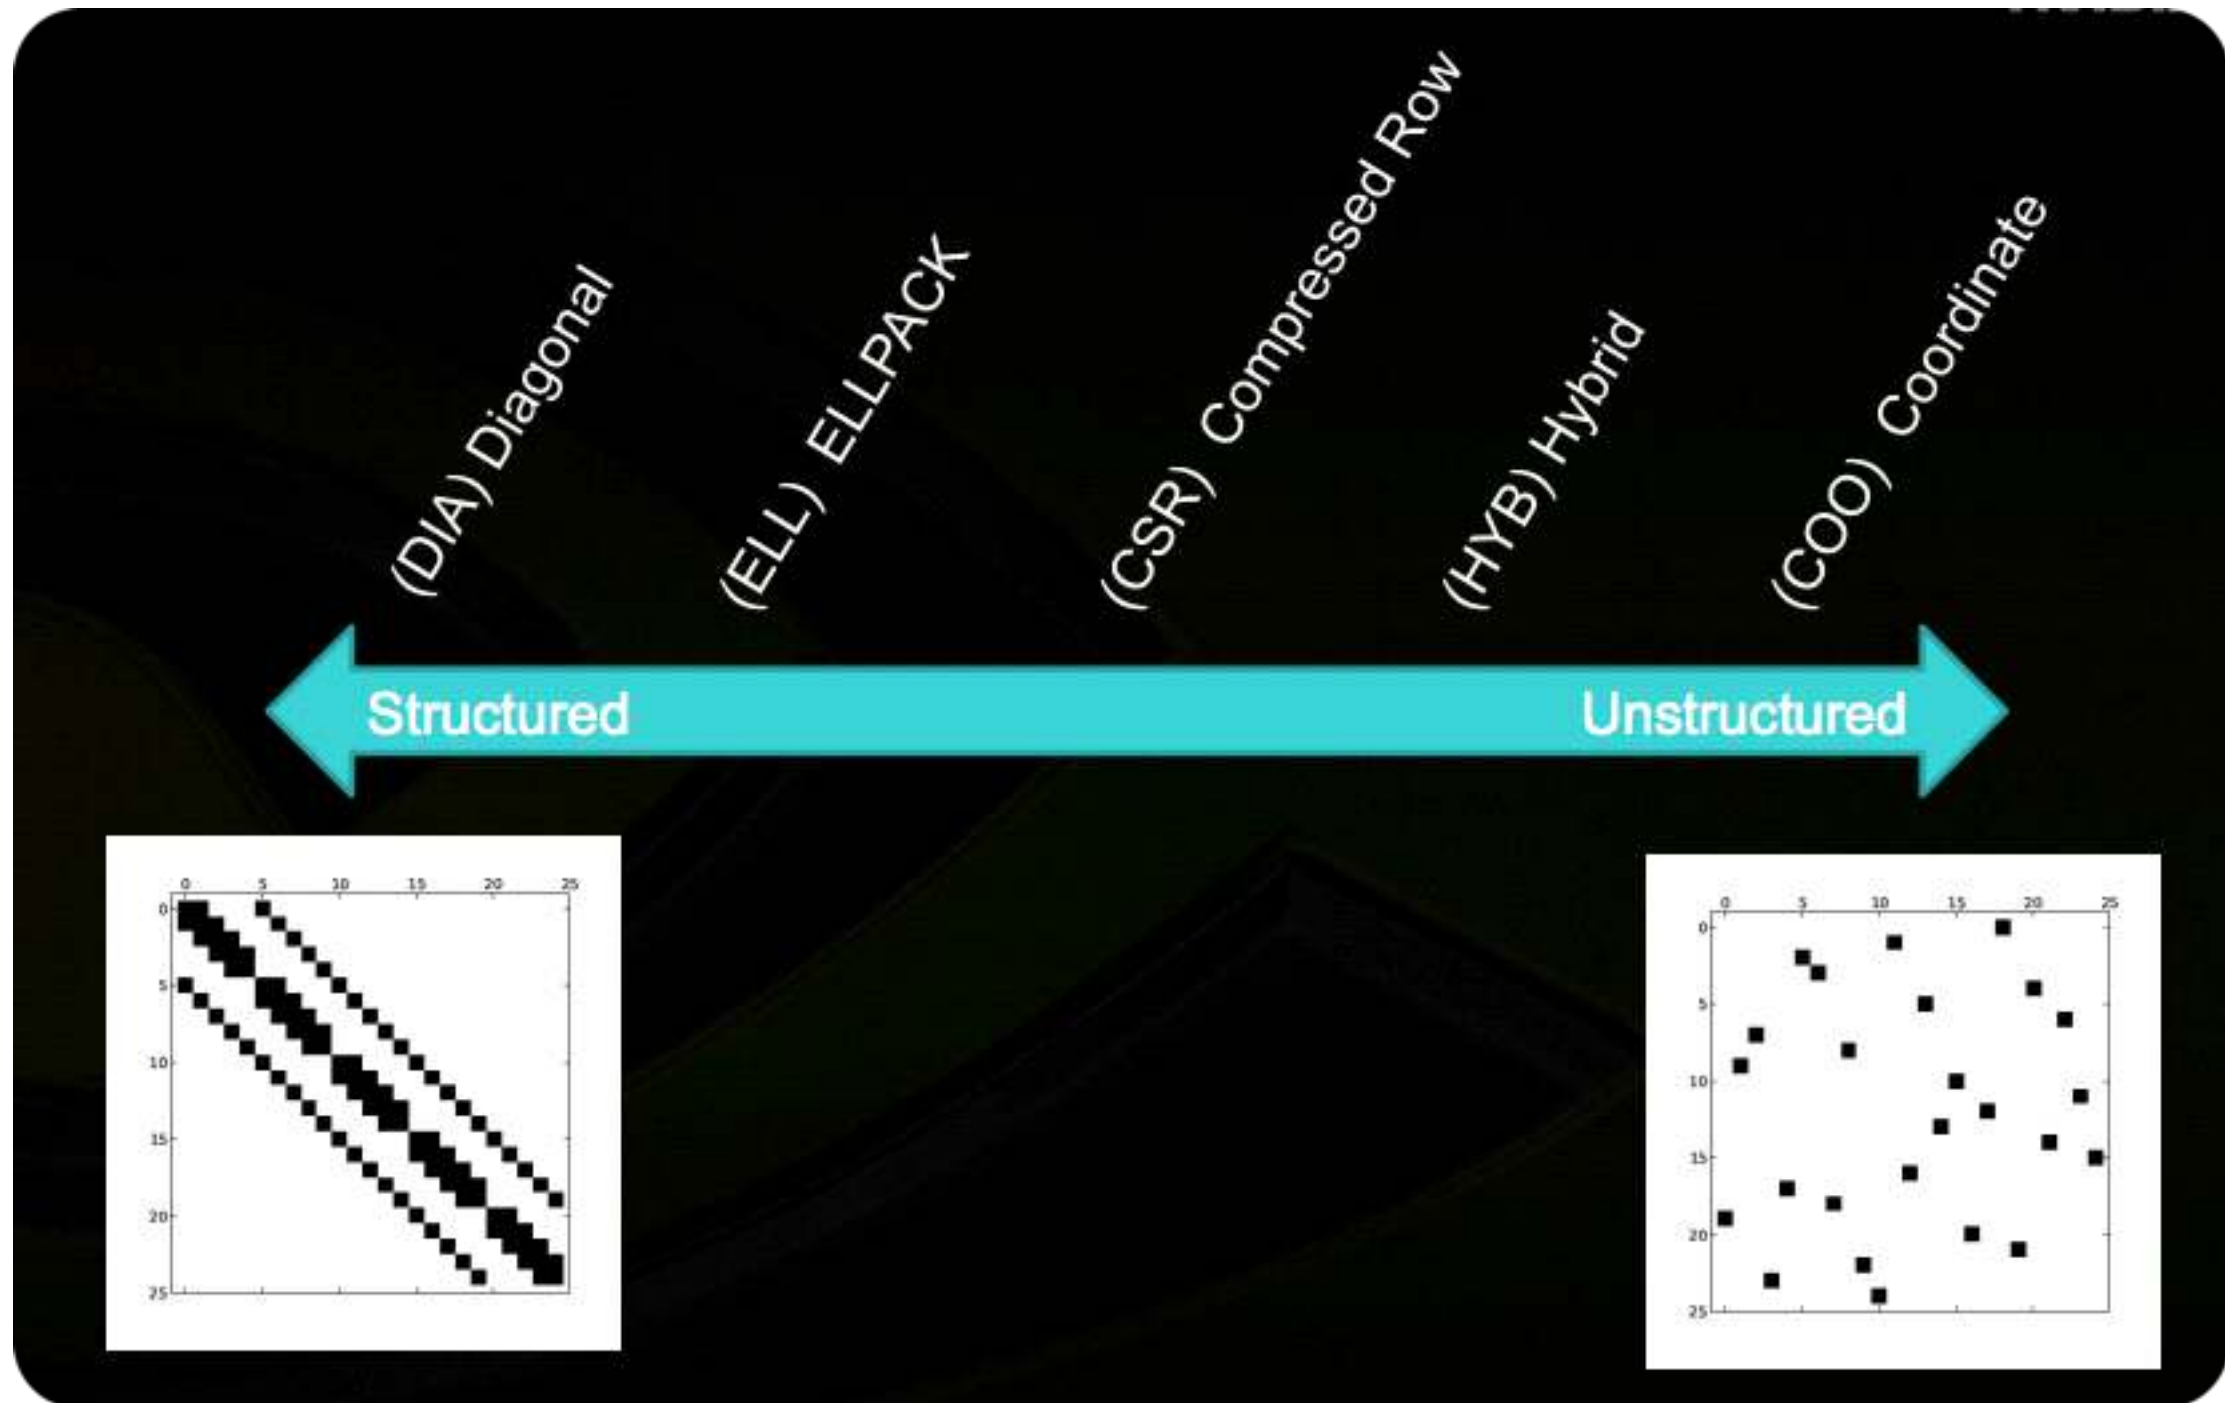 (DIA) Diagonal
(ELL) ELLPACK
(CSR) Compressed Row
(HYB) Hybrid
(COO) Coordinate
Structured
Unstructured
0 5 10 15 20 25
0
5
10
15
20
25
0 5 10 15 20 25
0
5
10
15
20
25